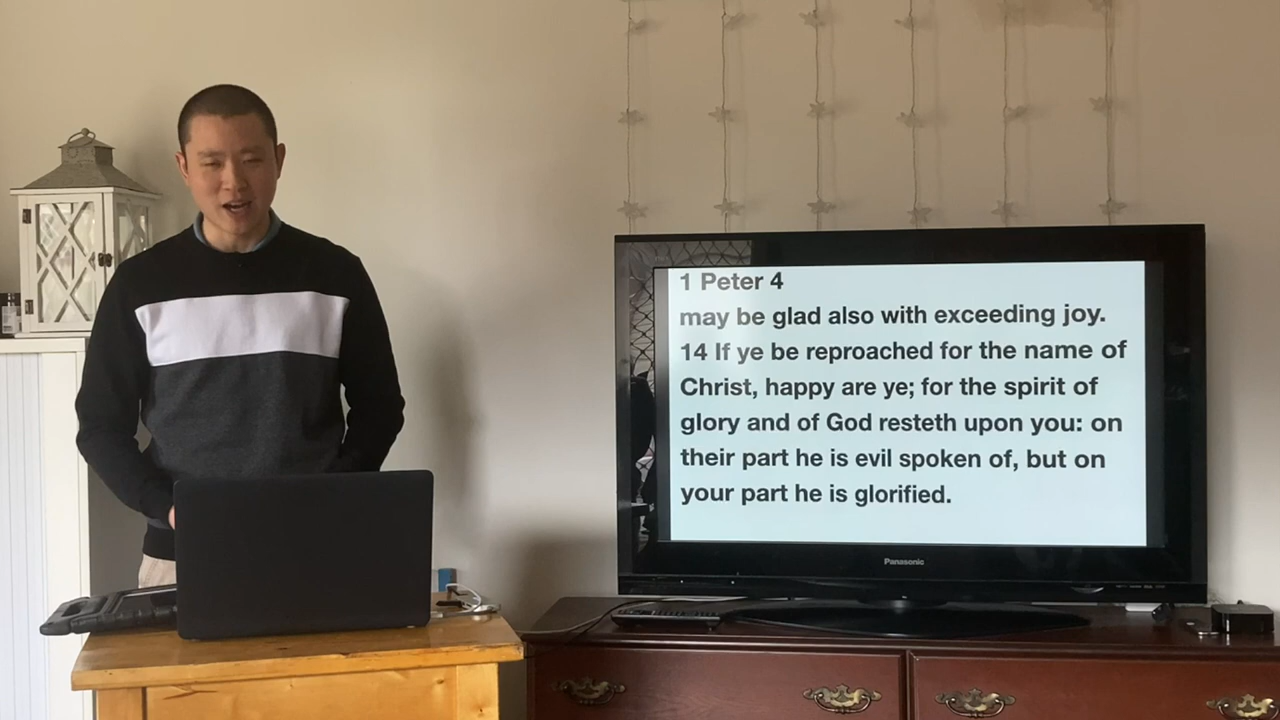 1 Peter 4
may be glad also with exceeding joy.
14 If ye be reproached for the name of
Christ, happy are ye; for the spirit of
glory and of God resteth upon you: on
their part he is evil spoken of, but on
your part he is glorified.
Panasonic